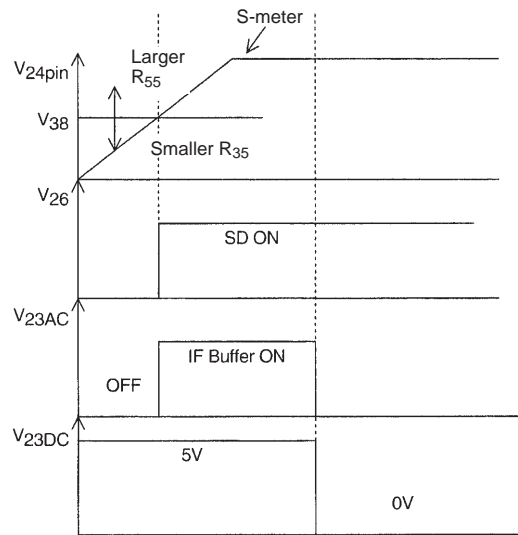 S-meter
Larger
R55
V24pin
V38
Smaller R35
V26
SD ON
V23AC
IF Buffer ON
OFF
V23DC
5V
0V